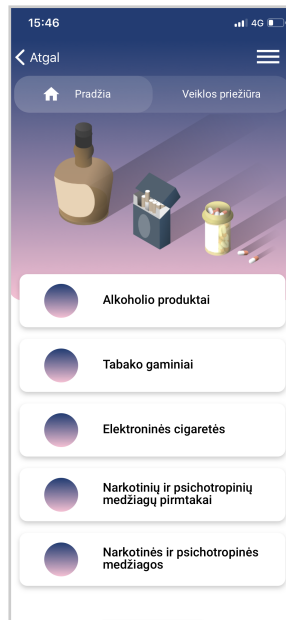 15:46
4G
Atgal
Pradžia
Veiklos priežiūra
Alkoholio produktai
Tabako gaminiai
Elektroninės cigaretės
Narkotinių ir psichotropinių
medžiagų pirmtakai
Narkotinės ir psichotropinės
medžiagos